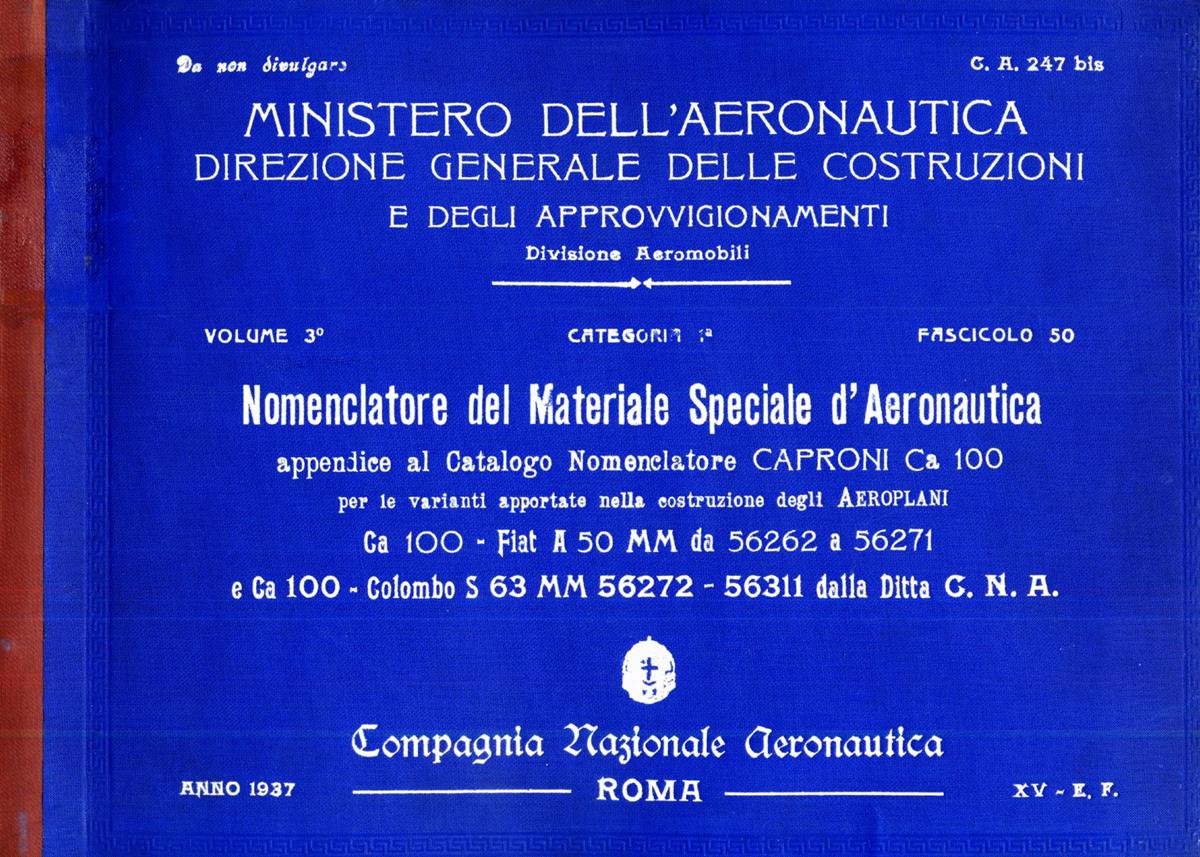 Da non divulgare
C. A. 247 bis
MINISTERO DELL'AERONAUTICA
DIREZIONE GENERALE DELLE COSTRUZIONI
E DEGLI APPROVVIGIONAMENTI
Divisione Aeromobili
VOLUME 3º CATEGORIA 1ª FASCICOLO 50
Nomenclatore del Materiale Speciale d'Aeronautica
appendice al Catalogo Nomenclatore CAPRONI Ca 100
per le varianti apportate nella costruzione degli AEROPLANI
Ca 100 - Fiat A 50 MM da 56262 a 56271
e Ca 100 - Colombo S 63 MM 56272 - 56311 dalla Ditta C. N. A.
Compagnia Nazionale Aeronautica
ANNO 1937 ROMA XV - E. F.